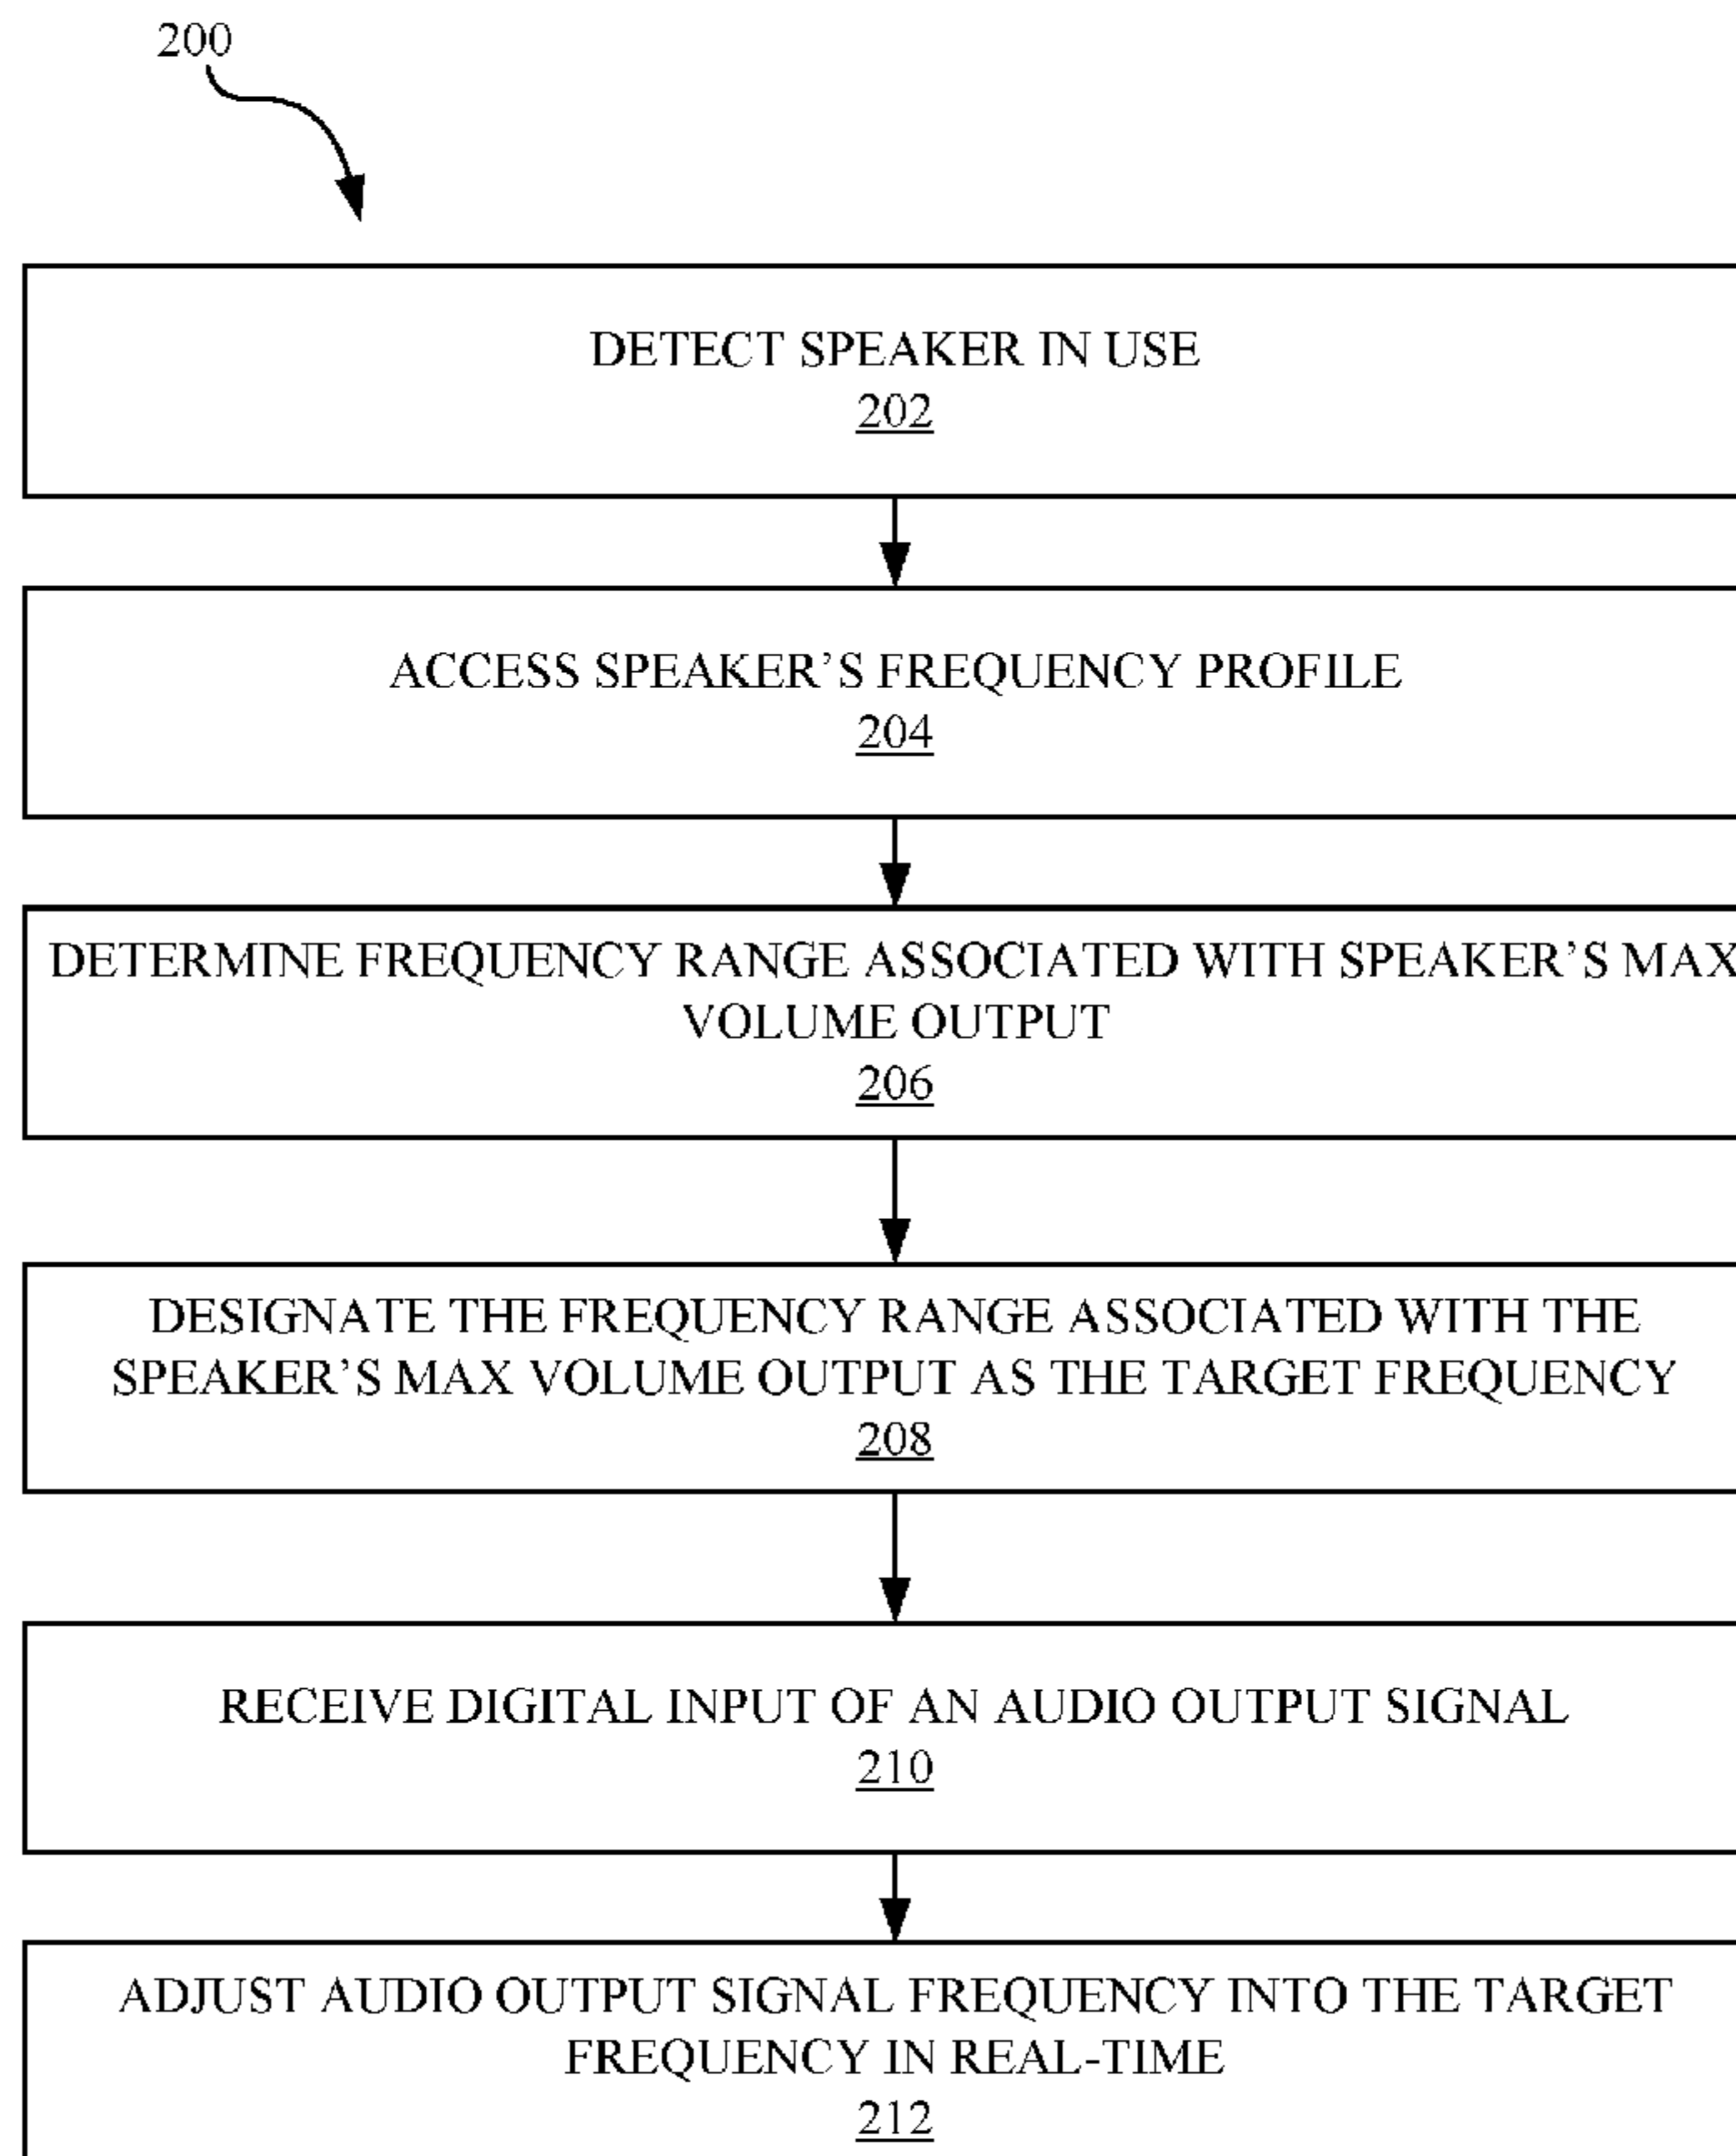 200
DETECT SPEAKER IN USE
202
ACCESS SPEAKER’S FREQUENCY PROFILE
204
DETERMINE FREQUENCY RANGE ASSOCIATED WITH SPEAKER’S MAX
VOLUME OUTPUT
206
DESIGNATE THE FREQUENCY RANGE ASSOCIATED WITH THE
SPEAKER’S MAX VOLUME OUTPUT AS THE TARGET FREQUENCY
208
RECEIVE DIGITAL INPUT OF AN AUDIO OUTPUT SIGNAL
210
ADJUST AUDIO OUTPUT SIGNAL FREQUENCY INTO THE TARGET
FREQUENCY IN REAL-TIME
212